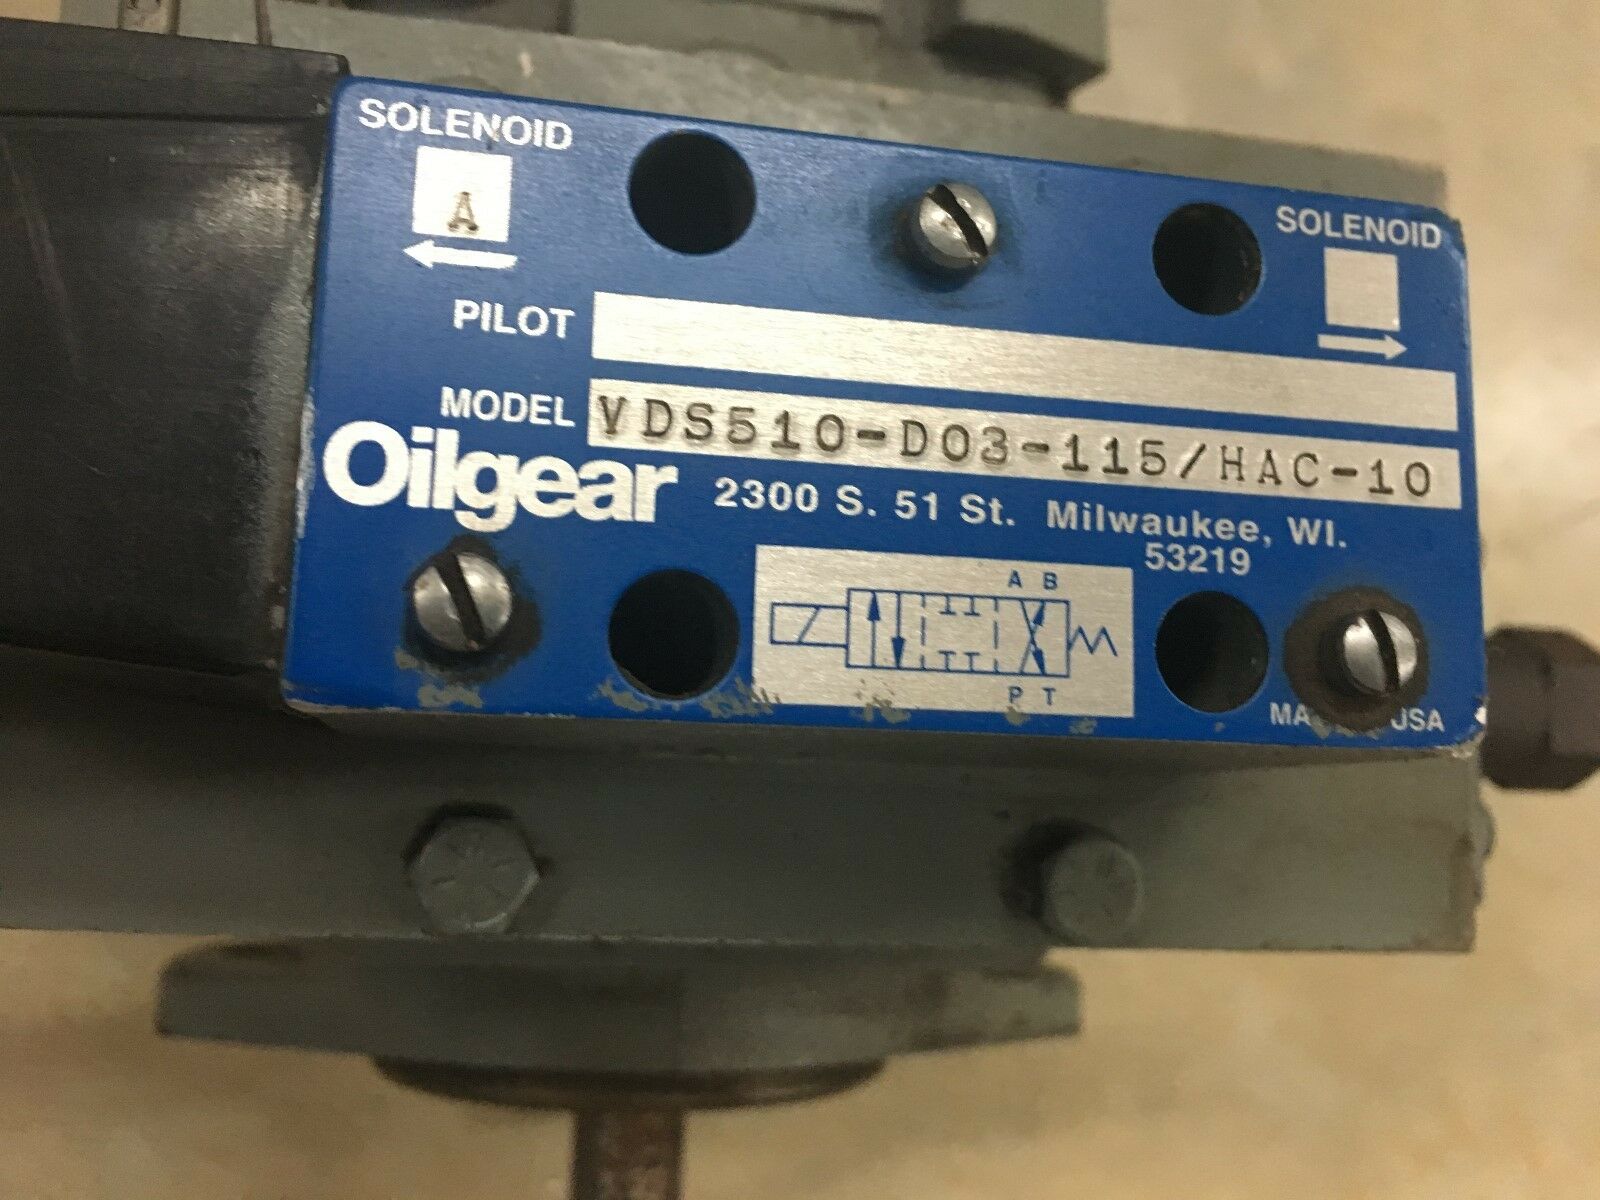 SOLENOID
A
SOLENOID
PILOT
MODEL VDS510-D03-115/HAC-10
Oilgear 2300 S. 51 St. Milwaukee, WI.
53219
A B
P T
USA